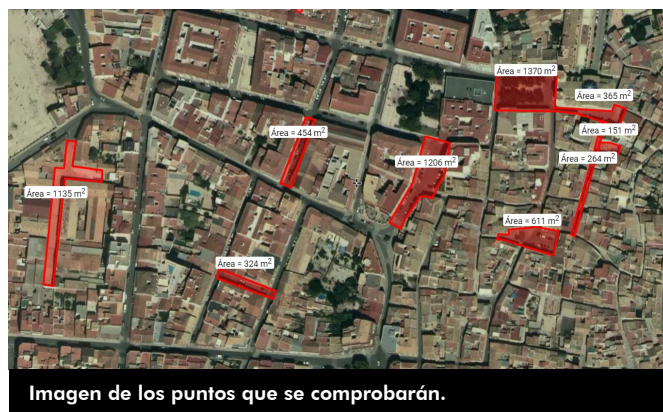 Área = 1370 m²
Área = 365 m²
Área = 454 m²
Área = 151 m²
Área = 264 m²
Área = 1206 m²
Área = 1135 m²
Área = 611 m²
Área = 324 m²
Imagen de los puntos que se comprobarán.